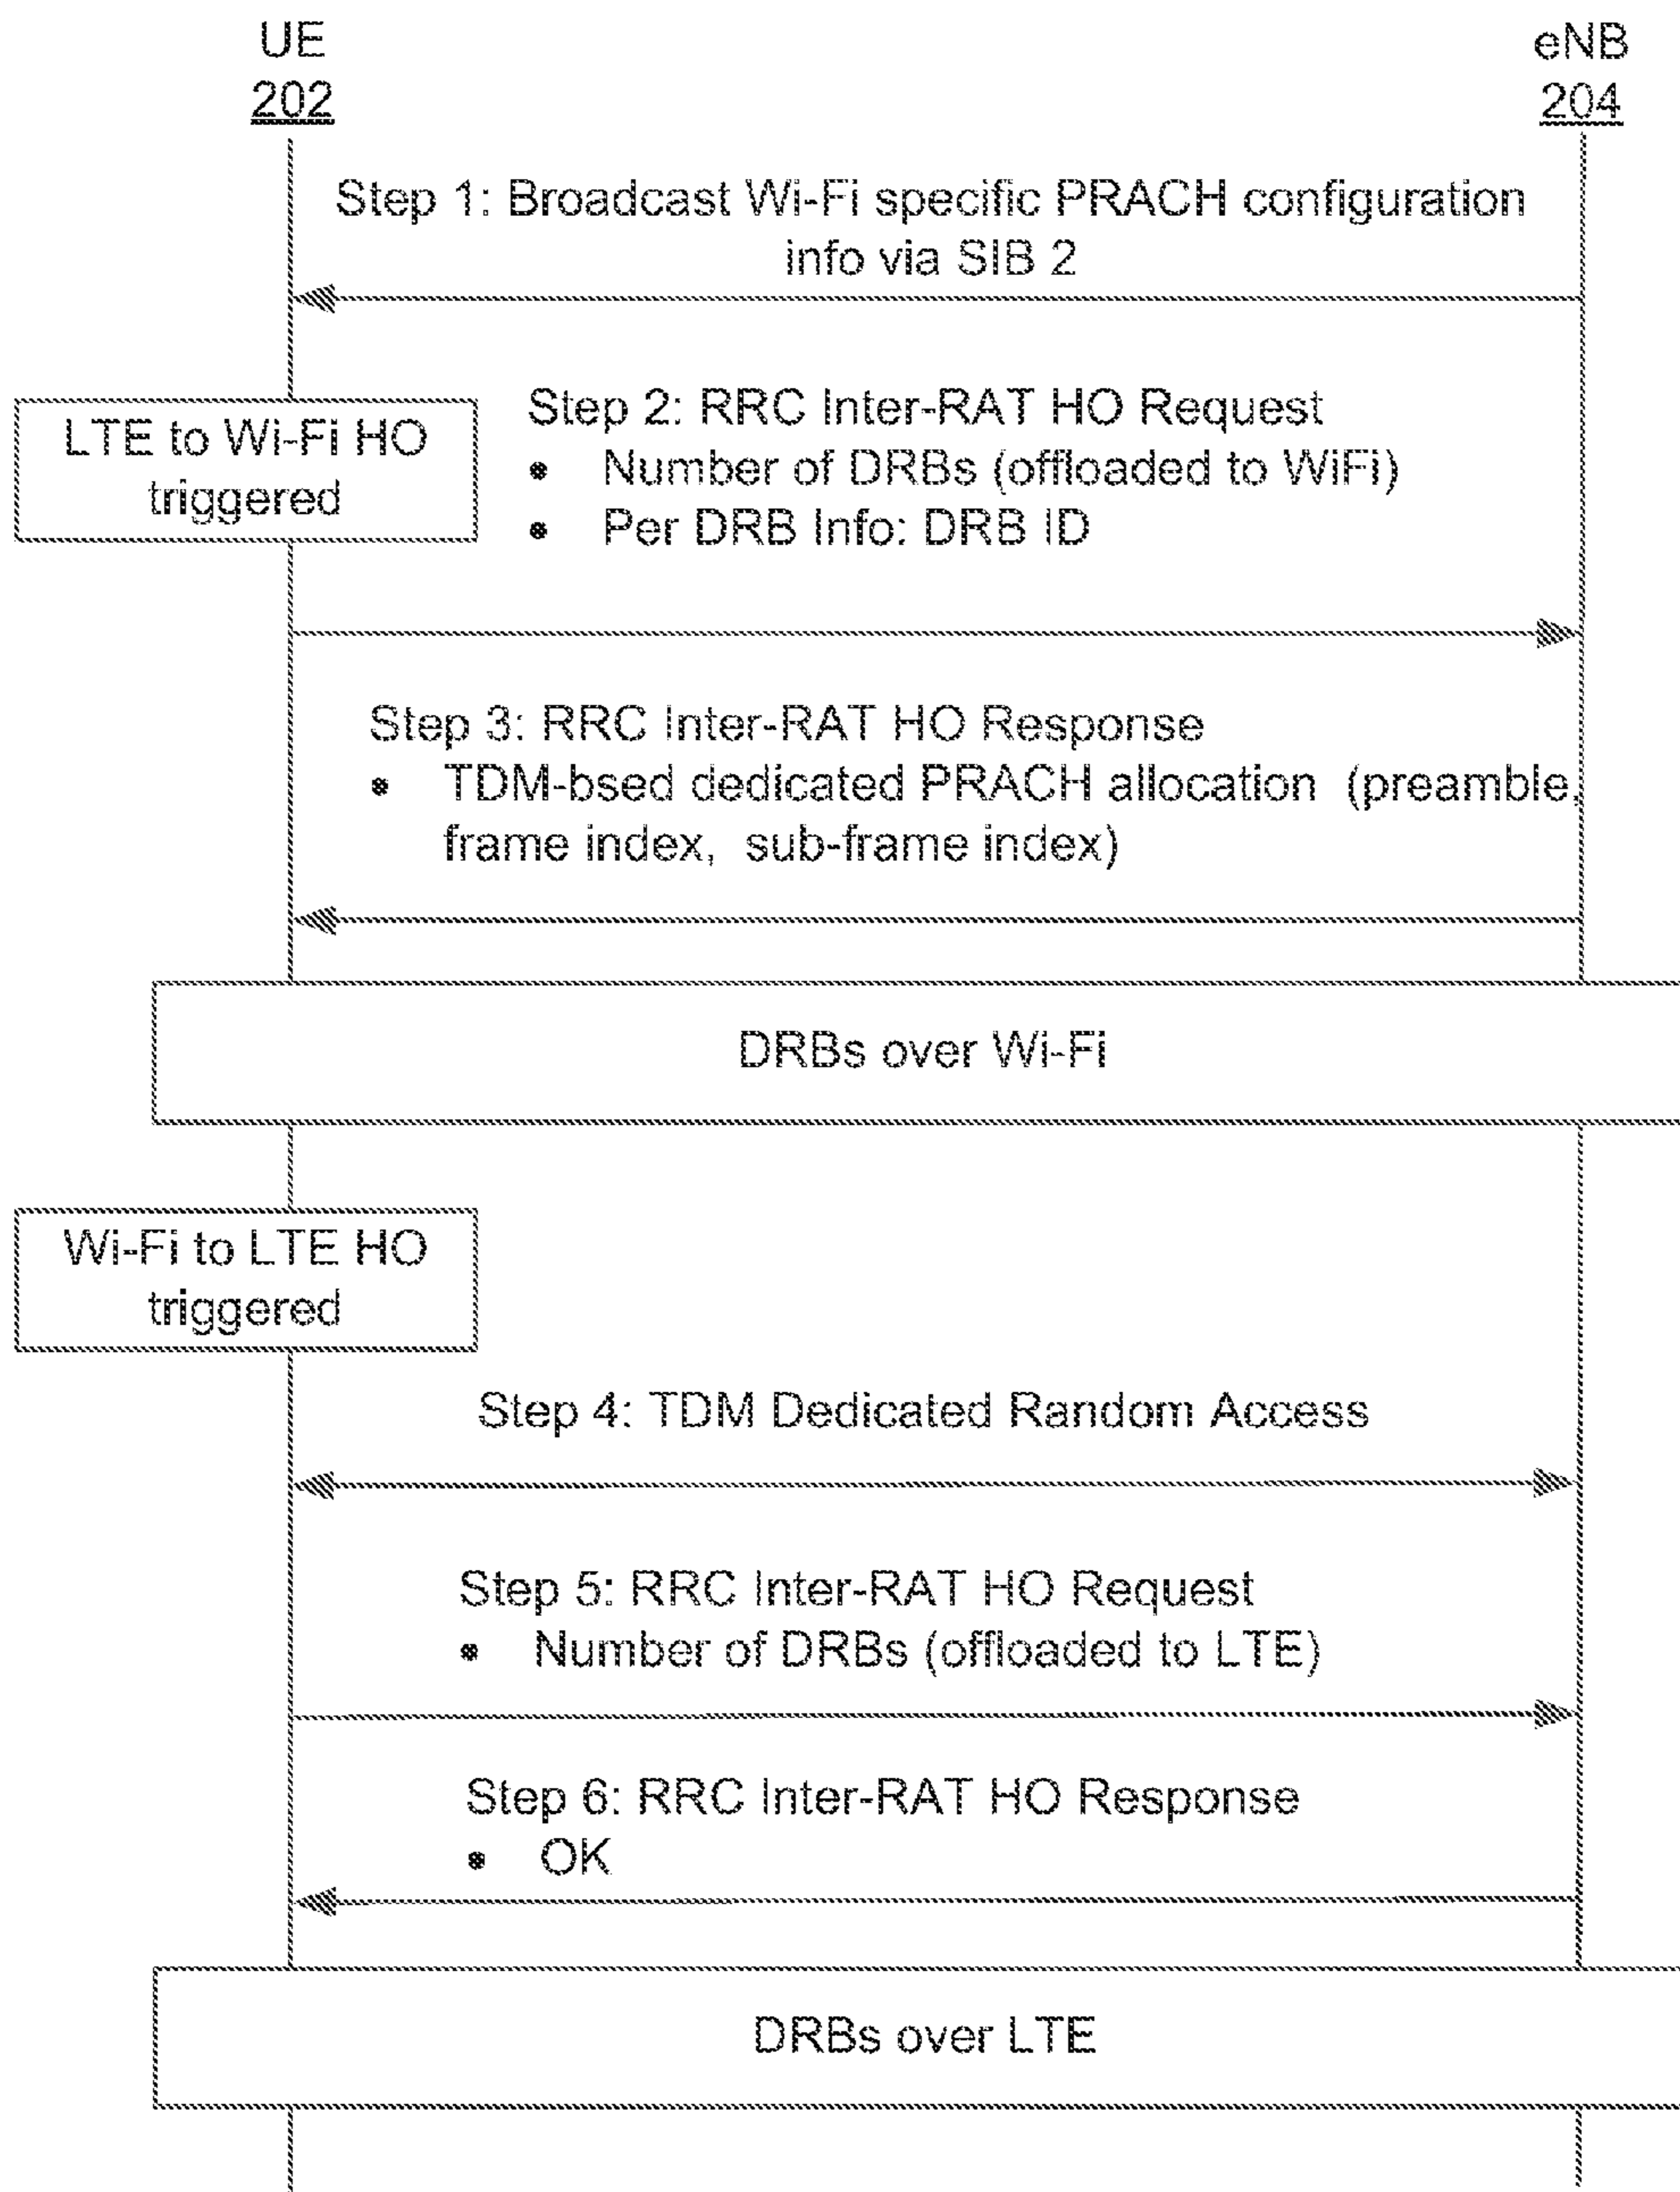 UE
202
eNB
204
Step 1: Broadcast Wi-Fi specific PRACH configuration
info via SIB 2
LTE to Wi-Fi HO
triggered
Step 2: RRC Inter-RAT HO Request
• Number of DRBs (offloaded to WiFi)
• Per DRB Info: DRB ID
Step 3: RRC Inter-RAT HO Response
• TDM-bsed dedicated PRACH allocation (preamble,
frame index, sub-frame index)
DRBs over Wi-Fi
Wi-Fi to LTE HO
triggered
Step 4: TDM Dedicated Random Access
Step 5: RRC Inter-RAT HO Request
• Number of DRBs (offloaded to LTE)
Step 6: RRC Inter-RAT HO Response
• OK
DRBs over LTE